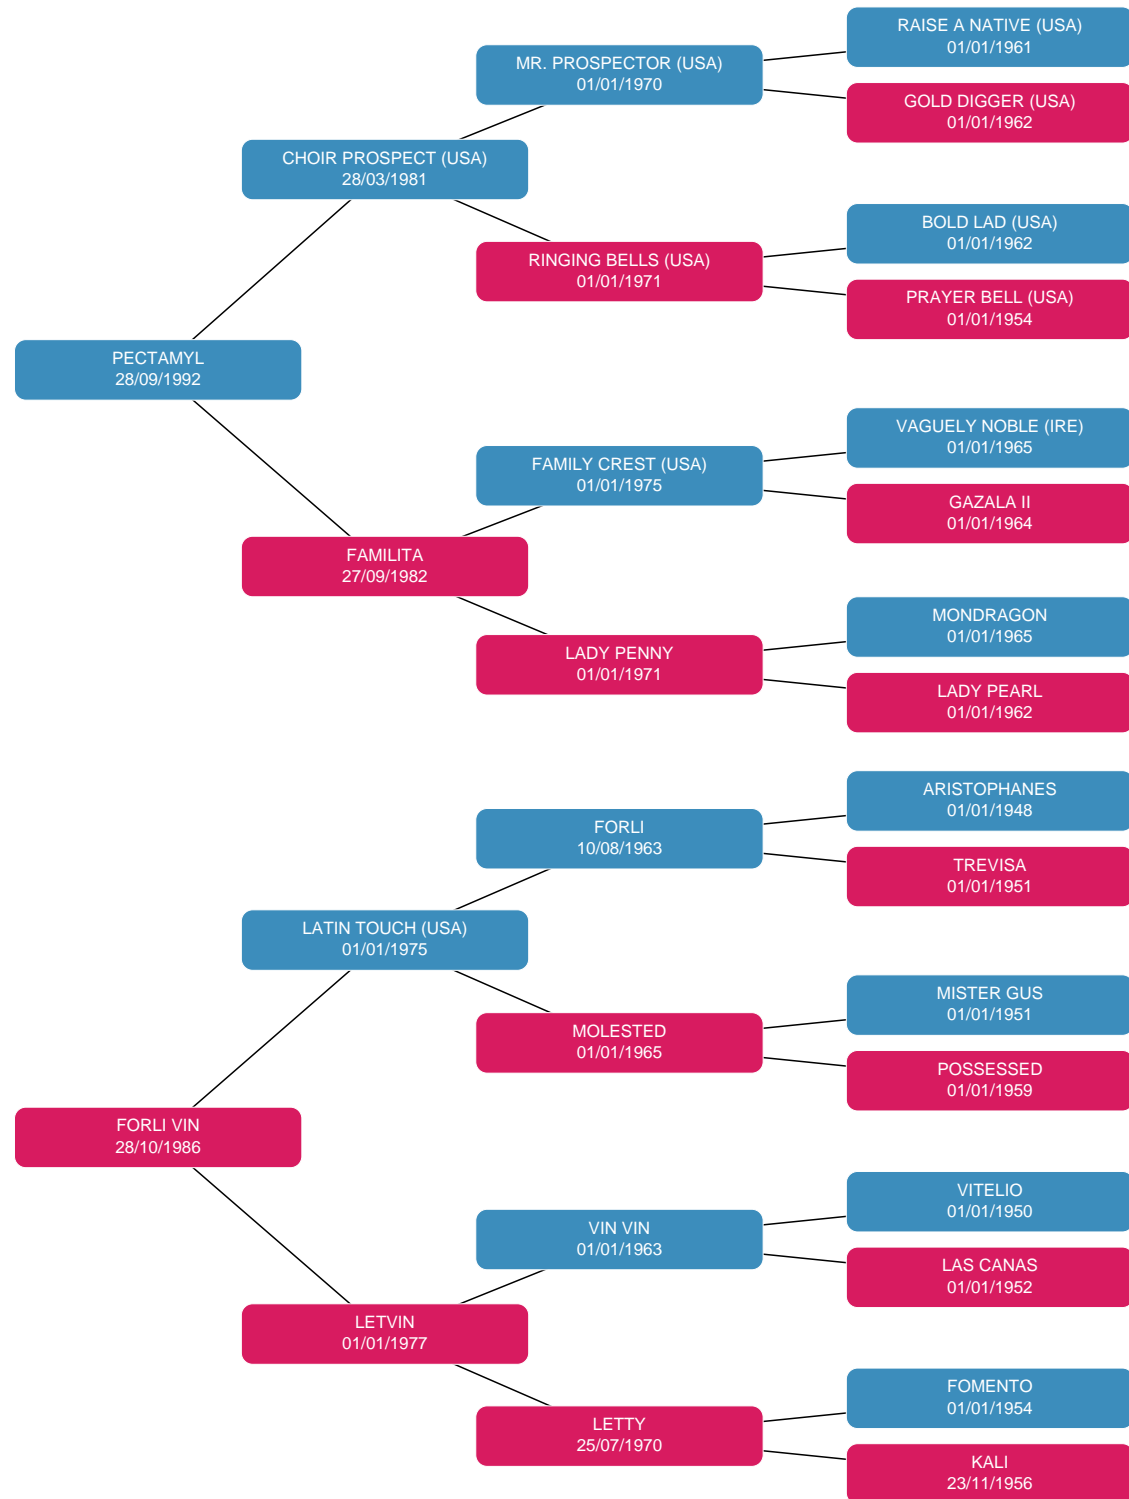 RAISE A NATIVE (USA)
01/01/1961
MR. PROSPECTOR (USA)
01/01/1970
GOLD DIGGER (USA)
01/01/1962
CHOIR PROSPECT (USA)
28/03/1981
BOLD LAD (USA)
01/01/1962
RINGING BELLS (USA)
01/01/1971
PRAYER BELL (USA)
01/01/1954
PECTAMYL
28/09/1992
VAGUELY NOBLE (IRE)
01/01/1965
FAMILY CREST (USA)
01/01/1975
GAZALA II
01/01/1964
FAMILITA
27/09/1982
MONDRAGON
01/01/1965
LADY PENNY
01/01/1971
LADY PEARL
01/01/1962
ARISTOPHANES
01/01/1948
FORLI
10/08/1963
TREVISA
01/01/1951
LATIN TOUCH (USA)
01/01/1975
MISTER GUS
01/01/1951
MOLESTED
01/01/1965
POSSESSED
01/01/1959
FORLI VIN
28/10/1986
VITELIO
01/01/1950
VIN VIN
01/01/1963
LAS CANAS
01/01/1952
LETVIN
01/01/1977
FOMENTO
01/01/1954
LETTY
25/07/1970
KALI
23/11/1956